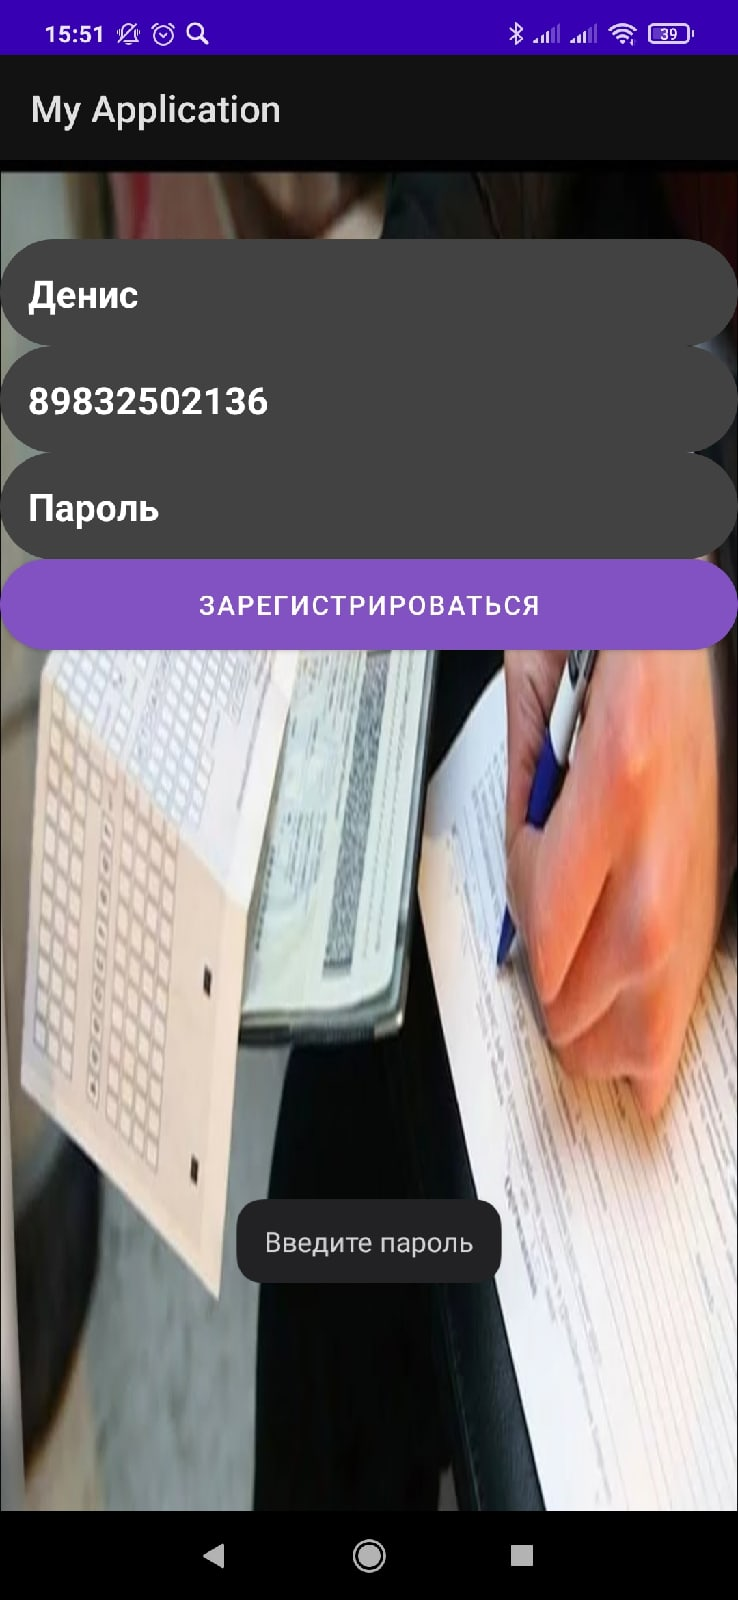 15:51
39
My Application
Денис
89832502136
Пароль
ЗАРЕГИСТРИРОВАТЬСЯ
Введите пароль